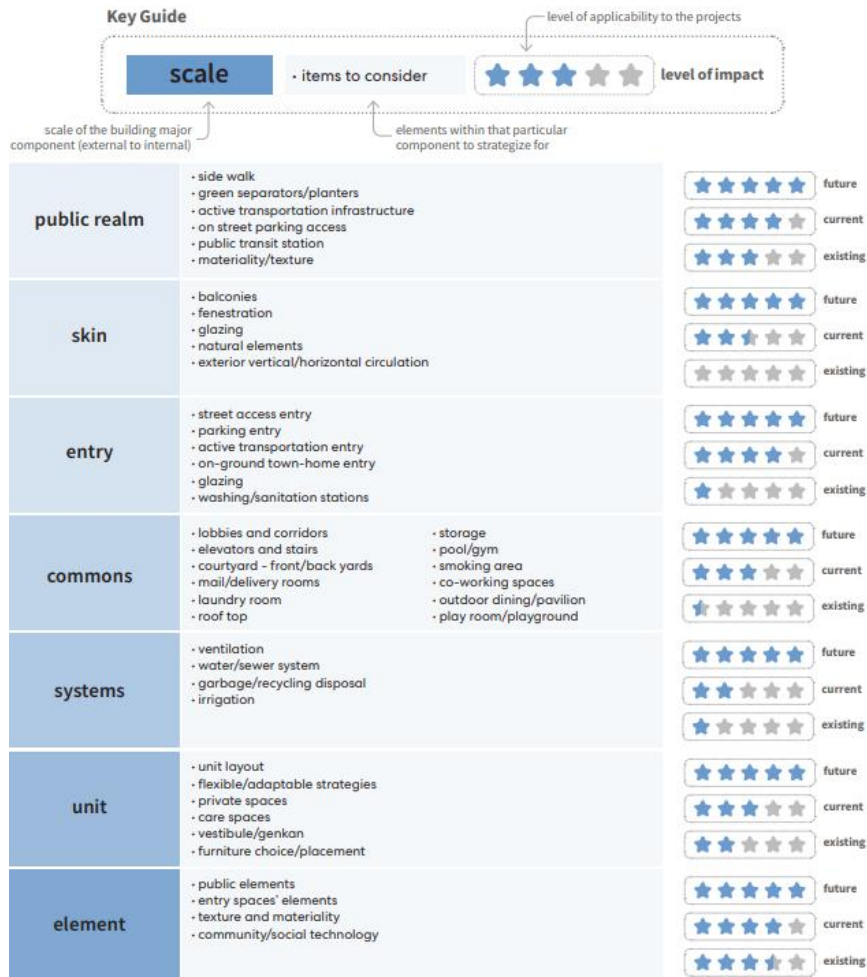 Key Guide
level of applicability to the projects
scale
· items to consider
level of impact
scale of the building major
component (external to internal)
elements within that particular
component to strategize for
public realm
· side walk
· green separators/planters
· active transportation infrastructure
· on street parking access
· public transit station
· materiality/texture
future
current
existing
skin
· balconies
· fenestration
· glazing
· natural elements
· exterior vertical/horizontal circulation
future
current
existing
entry
· street access entry
· parking entry
· active transportation entry
· on-ground town-home entry
· glazing
· washing/sanitation stations
future
current
existing
commons
· lobbies and corridors
· elevators and stairs
· courtyard - front/back yards
· mail/delivery rooms
· laundry room
· roof top
· storage
· pool/gym
· smoking area
· co-working spaces
· outdoor dining/pavilion
· play room/playground
future
current
existing
systems
· ventilation
· water/sewer system
· garbage/recycling disposal
· irrigation
future
current
existing
unit
· unit layout
· flexible/adaptable strategies
· private spaces
· care spaces
· vestibule/genkan
· furniture choice/placement
future
current
existing
element
· public elements
· entry spaces' elements
· texture and materiality
· community/social technology
future
current
existing